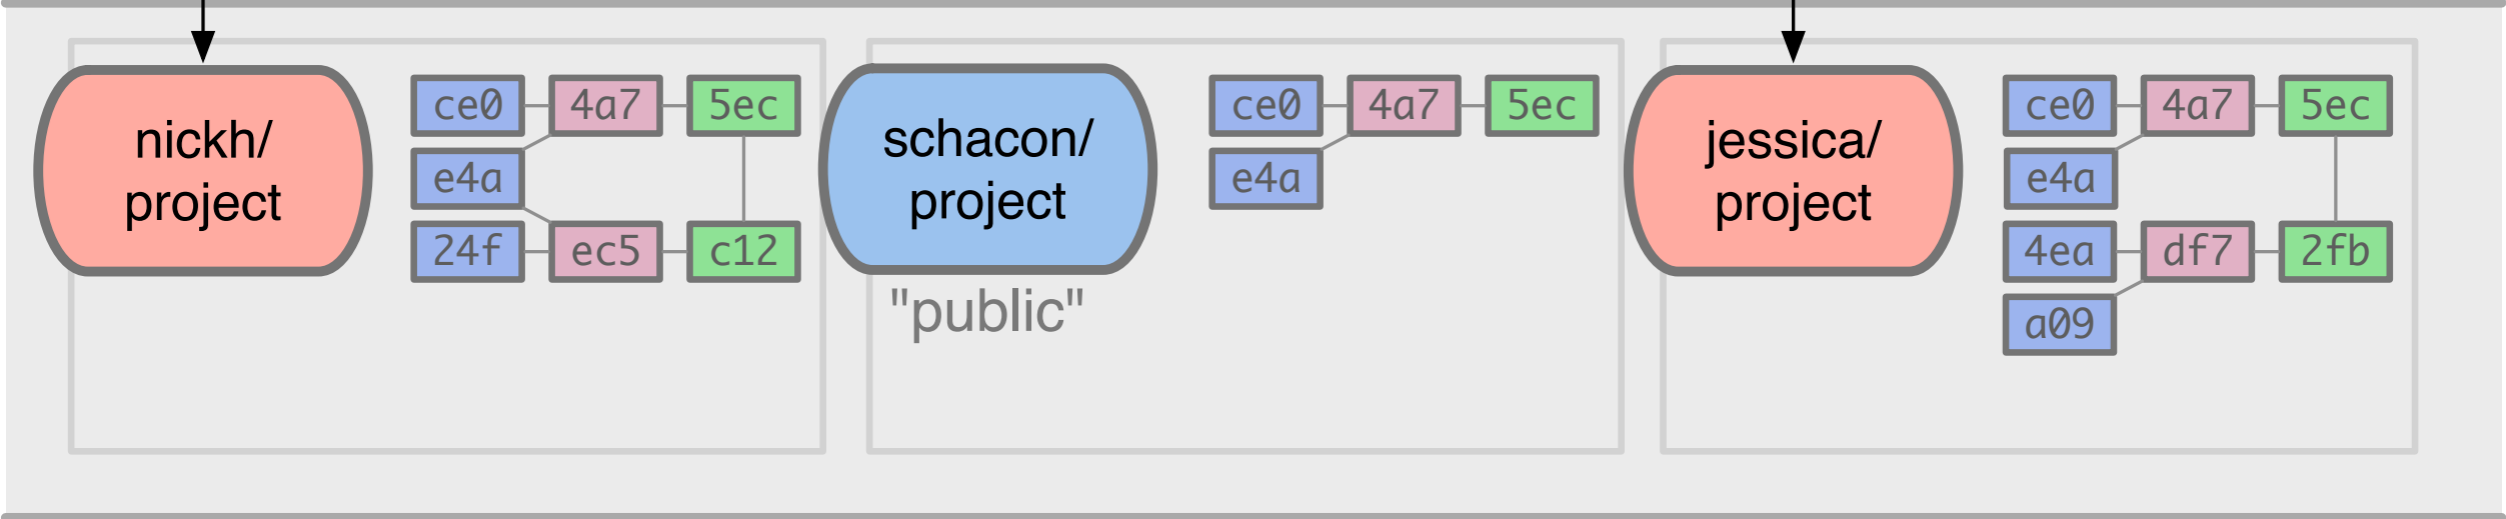 nickh/
project
ce0 4a7 5ec
e4a
24f ec5 c12
schacon/
project
"public"
ce0 4a7 5ec
e4a
jessica/
project
ce0 4a7 5ec
e4a
4ea df7 2fb
a09